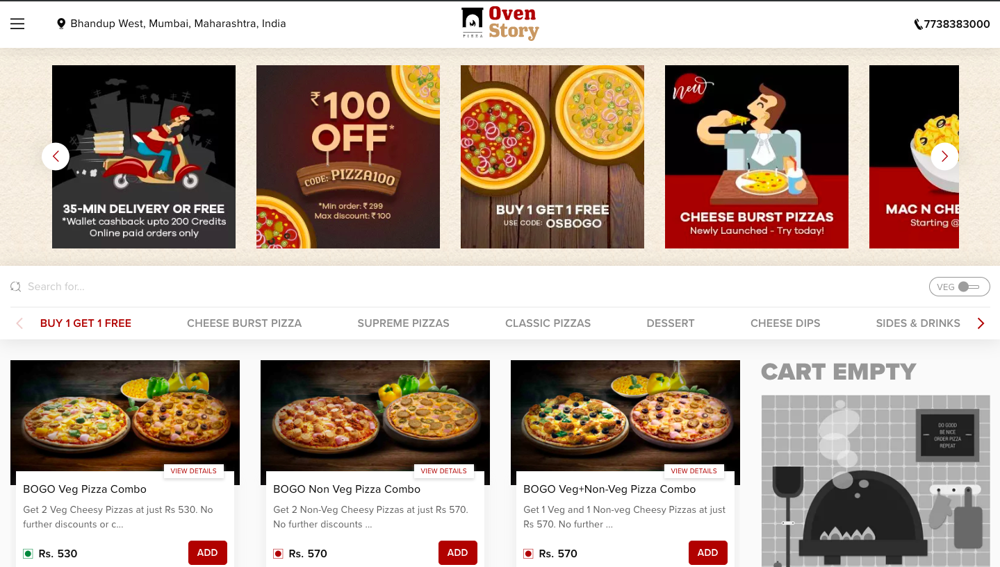 Bhandup West, Mumbai, Maharashtra, India
Oven
Story
PIZZA
7738383000
35-MIN DELIVERY OR FREE
*Wallet cashback upto 200 Credits
Online paid orders only
₹100
OFF*
CODE: PIZZA100
*Min order: ₹ 299
Max discount: ₹ 100
BUY 1 GET 1 FREE
USE CODE: OSBOGO
new
CHEESE BURST PIZZAS
Newly Launched - Try today!
MAC N CHE
Starting @
Search for...
VEG
BUY 1 GET 1 FREE
CHEESE BURST PIZZA
SUPREME PIZZAS
CLASSIC PIZZAS
DESSERT
CHEESE DIPS
SIDES & DRINKS
VIEW DETAILS
BOGO Veg Pizza Combo
Get 2 Veg Cheesy Pizzas at just Rs 530. No
further discounts or c...
Rs. 530
ADD
VIEW DETAILS
BOGO Non Veg Pizza Combo
Get 2 Non-Veg Cheesy Pizzas at just Rs 570.
No further discounts ...
Rs. 570
ADD
VIEW DETAILS
BOGO Veg+Non-Veg Pizza Combo
Get 1 Veg and 1 Non-veg Cheesy Pizzas at just
Rs 570. No further ...
Rs. 570
ADD
CART EMPTY
DO GOOD
BE NICE
ORDER PIZZA
REPEAT